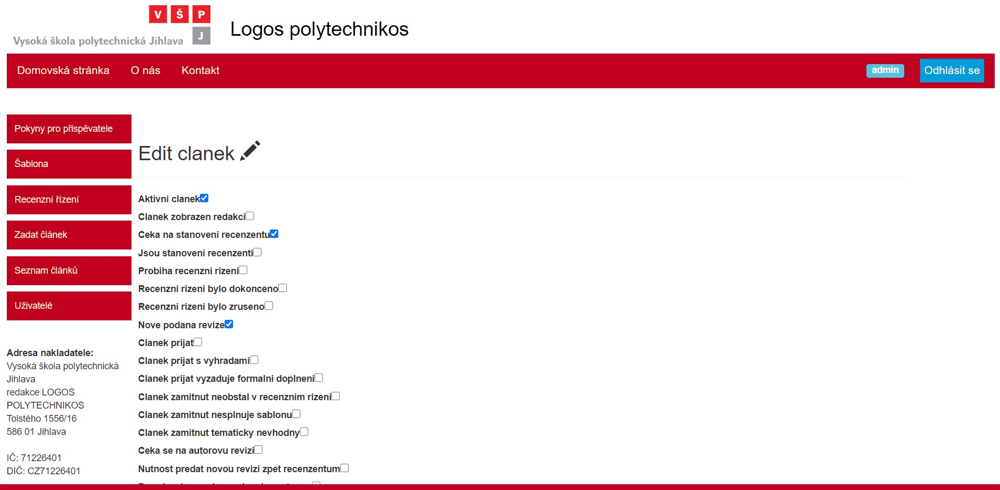 V Š P
J
Vysoká škola polytechnická Jihlava
Logos polytechnikos
Domovská stránka
O nás
Kontakt
admin
Odhlásit se
Pokyny pro přispěvatele
Šablona
Recenzní řízení
Zadat článek
Seznam článků
Uživatelé
Adresa nakladatele:
Vysoká škola polytechnická
Jihlava
redakce LOGOS
POLYTECHNIKOS
Tolstého 1556/16
586 01 Jihlava
IČ: 71226401
DIČ: CZ71226401
Edit clanek
Aktivni clanek
Clanek zobrazen redakci
Ceka na stanoveni recenzentu
Jsou stanoveni recenzenti
Probiha recenzni rizeni
Recenzni rizeni bylo dokonceno
Recenzni rizeni bylo zruseno
Nove podana revize
Clanek prijat
Clanek prijat s vyhradami
Clanek prijat vyzaduje formalni doplneni
Clanek zamitnut neobstal v recenznim rizeni
Clanek zamitnut nesplnuje sablonu
Clanek zamitnut tematicky nevhodny
Ceka se na autorovu revizi
Nutnost predat novou revizi zpet recenzentum